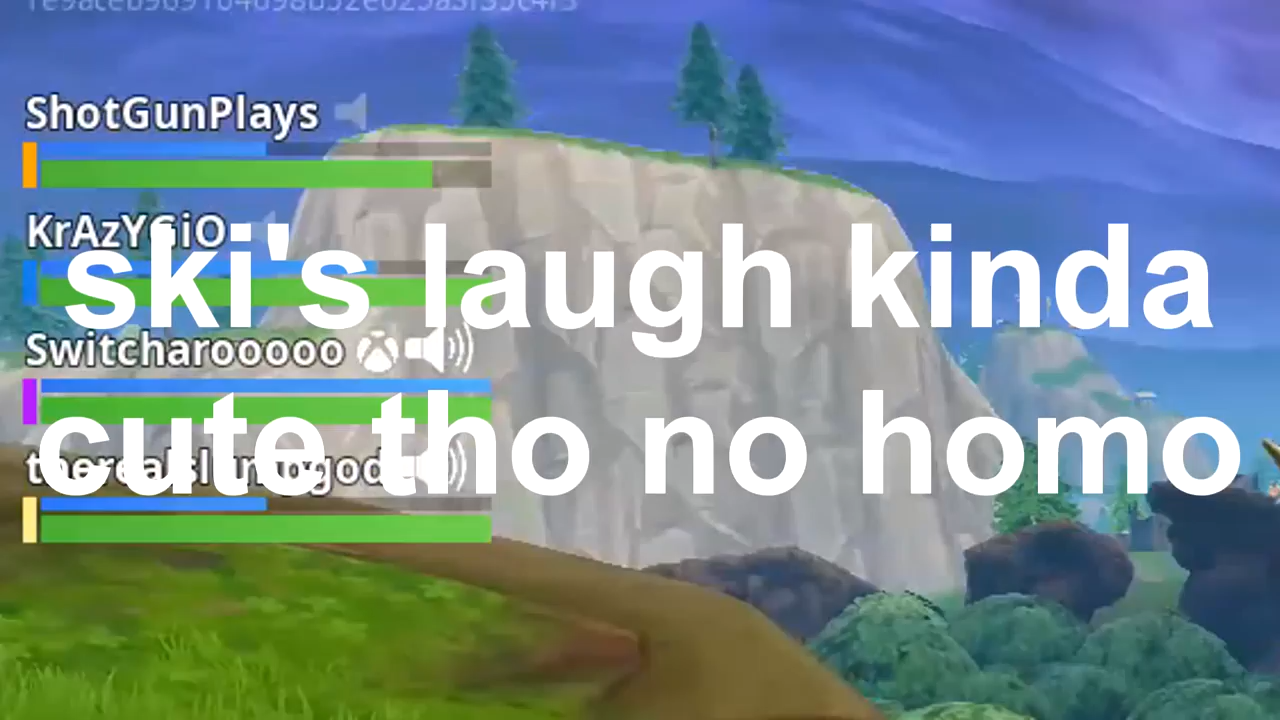 ShotGunPlays
KrAzYGiO
ski's laugh kinda
Switcharooooo
cute tho no homo